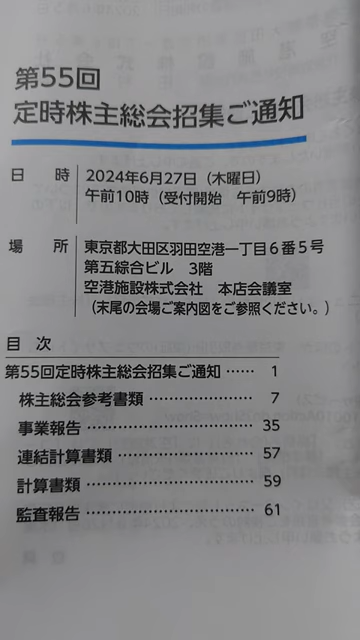 第55回
定時株主総会招集ご通知
日 時 2024年6月27日（木曜日）
午前10時（受付開始 午前9時）
場 所 東京都大田区羽田空港一丁目6番5号
第五綜合ビル 3階
空港施設株式会社 本店会議室
（末尾の会場ご案内図をご参照ください。）
目 次
第55回定時株主総会招集ご通知 …… 1
株主総会参考書類 ………………… 7
事業報告 ………………………… 35
連結計算書類 …………………… 57
計算書類 ………………………… 59
監査報告 ………………………… 61